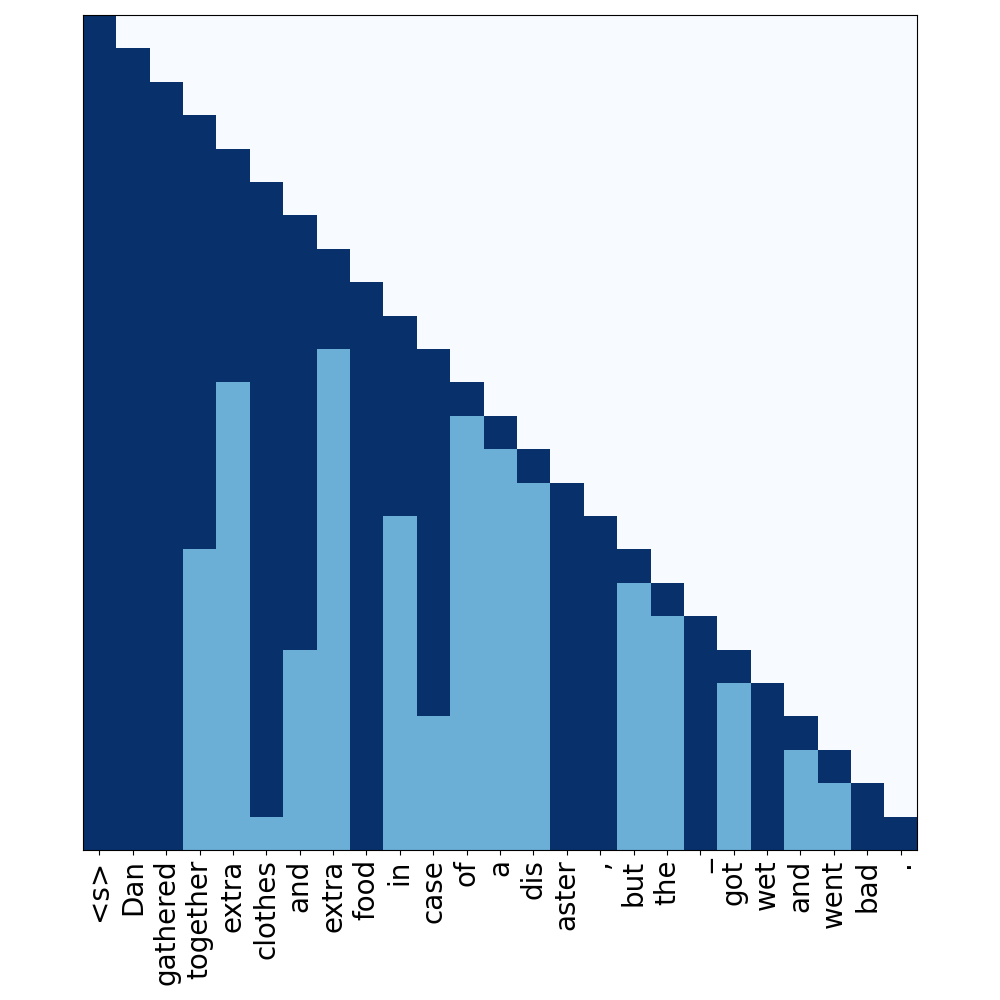 <s>
Dan
gathered
together
extra
clothes
and
extra
food
in
case
of
a
dis
aster
,
but
the
_
got
wet
and
went
bad
.